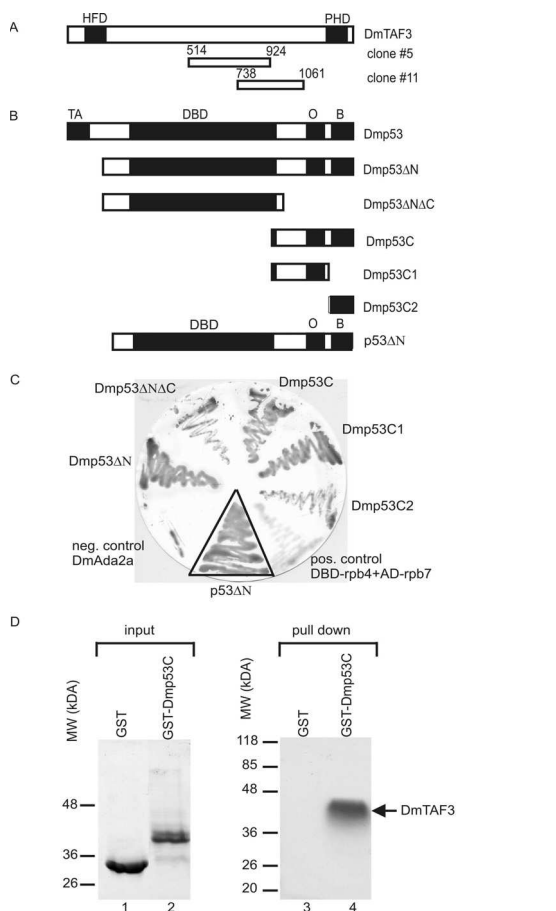 A
HFD PHD
DmTAF3
514 924 clone #5
738 1061 clone #11
B
TA DBD O B
Dmp53
Dmp53ΔN
Dmp53ΔNΔC
Dmp53C
Dmp53C1
Dmp53C2
DBD O B
p53ΔN
C
Dmp53ΔNΔC Dmp53C
Dmp53C1
Dmp53ΔN
Dmp53C2
neg. control
DmAda2a
pos. control
DBD-rpb4+AD-rpb7
p53ΔN
D
input pull down
MW (kDA) GST GST-Dmp53C MW (kDA) GST GST-Dmp53C
118
85
48 48
DmTAF3
36 36
26 26
20
1 2 3 4